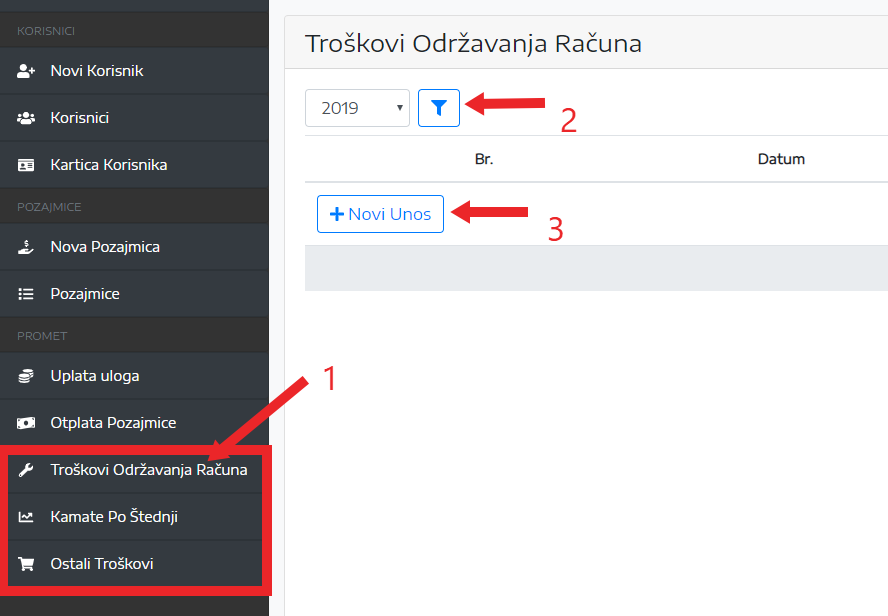 KORISNICI
Novi Korisnik
Korisnici
Kartica Korisnika
POZAJMICE
Nova Pozajmica
Pozajmice
PROMET
Uplata uloga
Otplata Pozajmice
Troškovi Održavanja Računa
Kamate Po Štednji
Ostali Troškovi
1
Troškovi Održavanja Računa
2019
2
Br. Datum
Novi Unos
3